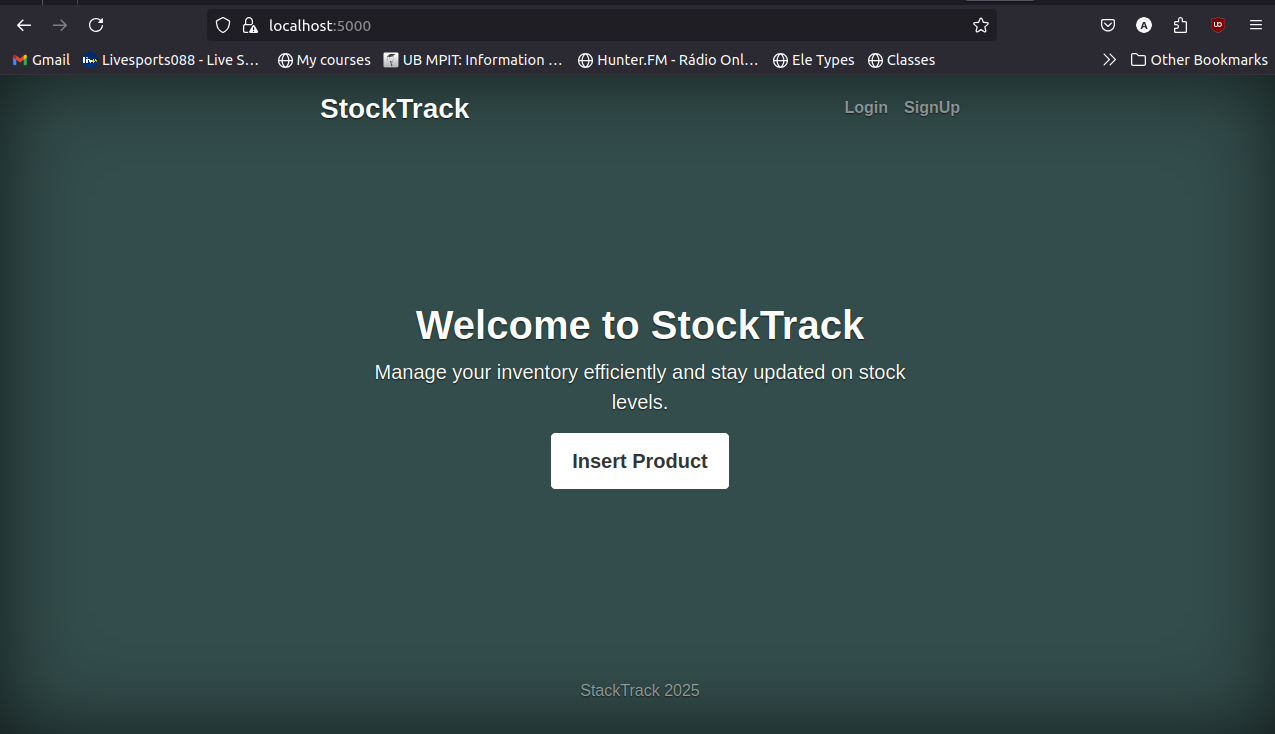 localhost:5000
Gmail Livesports088 - Live S... My courses UB MPIT: Information ... Hunter.FM - Rádio Onl... Ele Types Classes Other Bookmarks
StockTrack Login SignUp
Welcome to StockTrack
Manage your inventory efficiently and stay updated on stock
levels.
Insert Product
StackTrack 2025